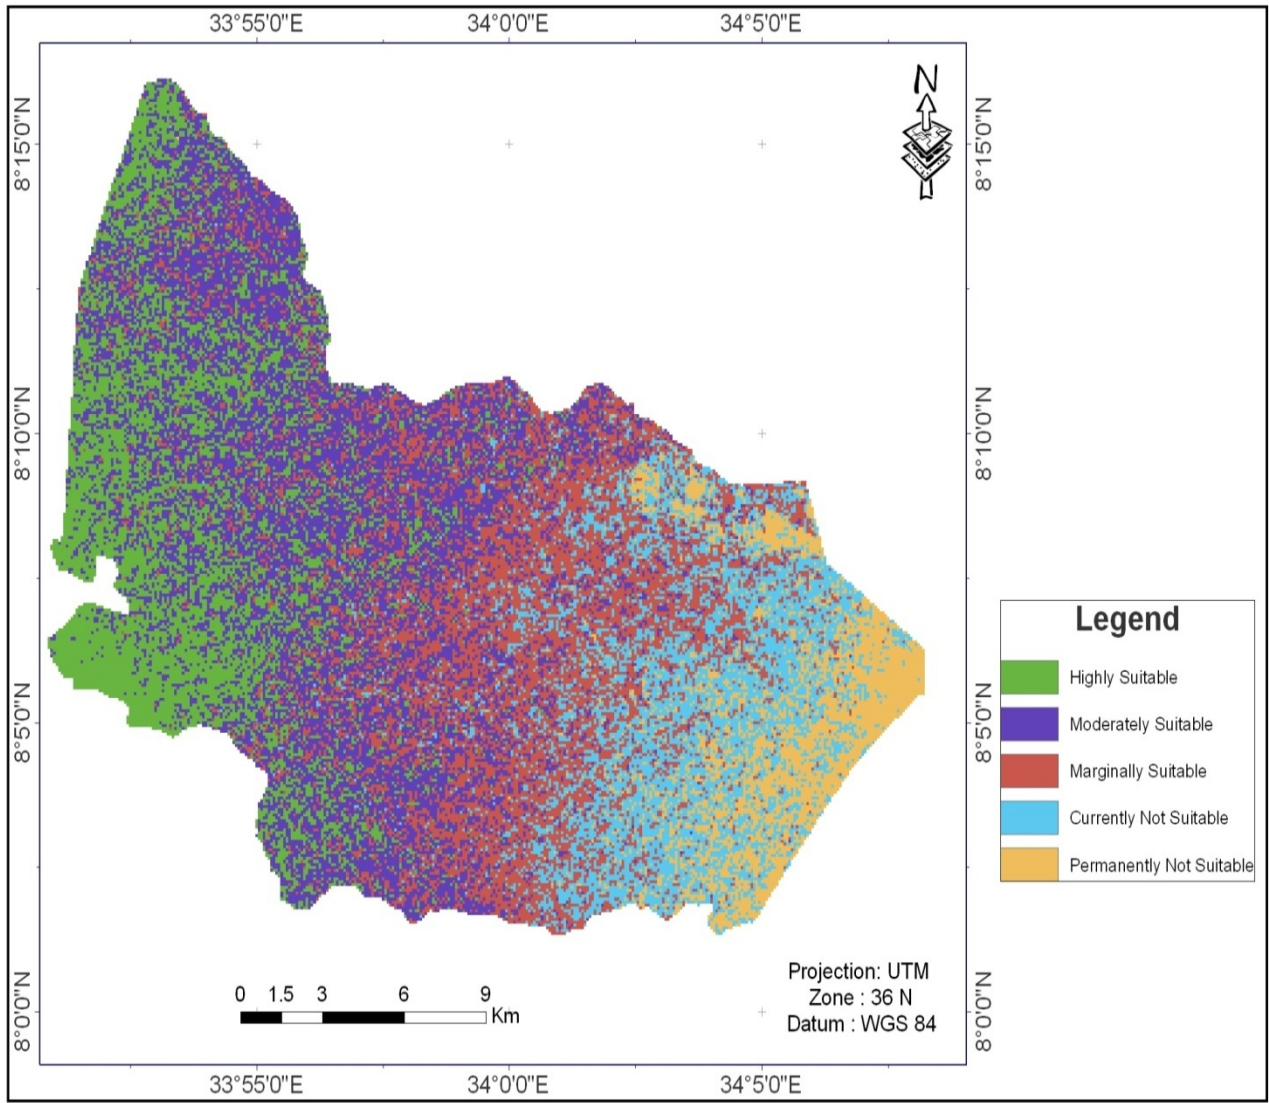 33°55'0"E 34°0'0"E 34°5'0"E
N
8°15'0"N 8°15'0"N
8°10'0"N 8°10'0"N
8°5'0"N 8°5'0"N
8°0'0"N 8°0'0"N
Legend
Highly Suitable
Moderately Suitable
Marginally Suitable
Currently Not Suitable
Permanently Not Suitable
0 1.5 3 6 9
Km
Projection: UTM
Zone : 36 N
Datum : WGS 84
33°55'0"E 34°0'0"E 34°5'0"E